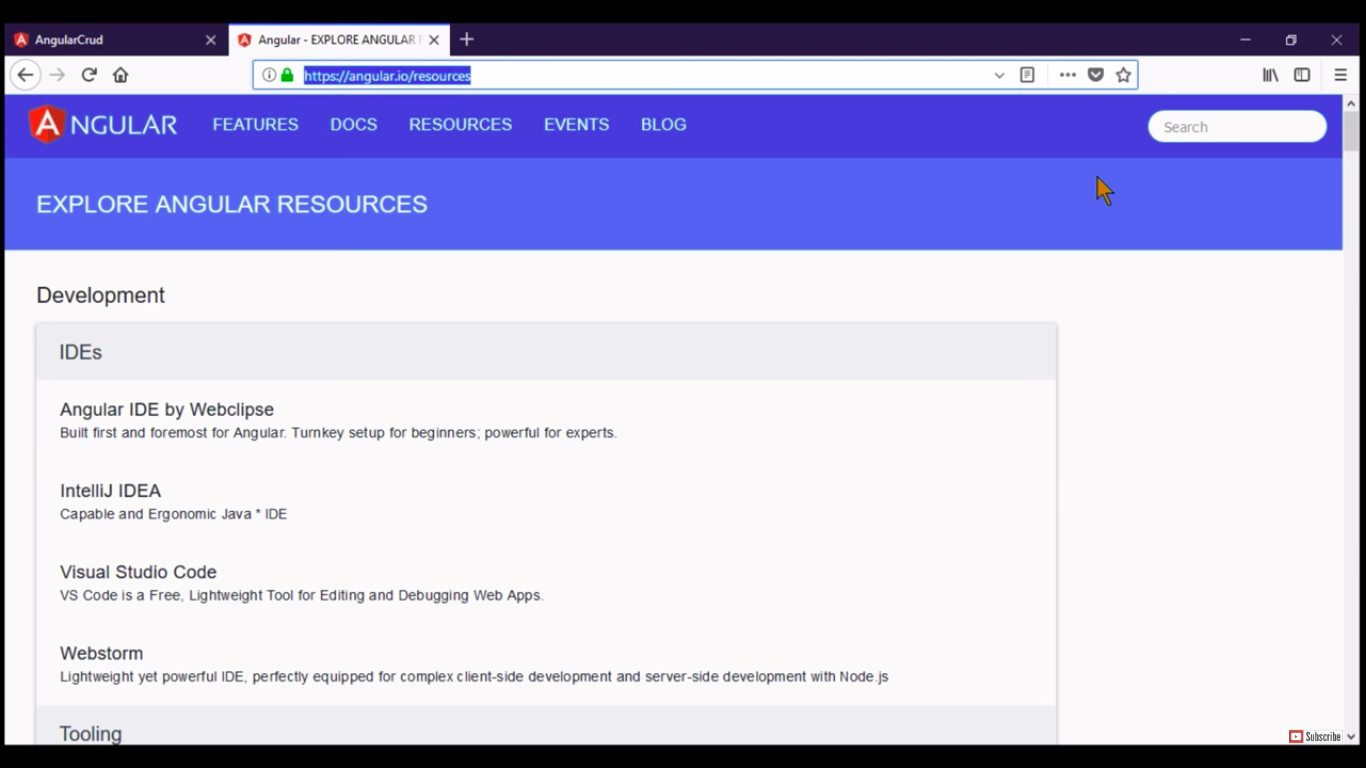 AngularCrud
Angular - EXPLORE ANGULAR
https://angular.io/resources
ANGULAR
FEATURES
DOCS
RESOURCES
EVENTS
BLOG
Search
EXPLORE ANGULAR RESOURCES
Development
IDEs
Angular IDE by Webclipse
Built first and foremost for Angular. Turnkey setup for beginners; powerful for experts.
IntelliJ IDEA
Capable and Ergonomic Java * IDE
Visual Studio Code
VS Code is a Free, Lightweight Tool for Editing and Debugging Web Apps.
Webstorm
Lightweight yet powerful IDE, perfectly equipped for complex client-side development and server-side development with Node.js
Tooling
Subscribe